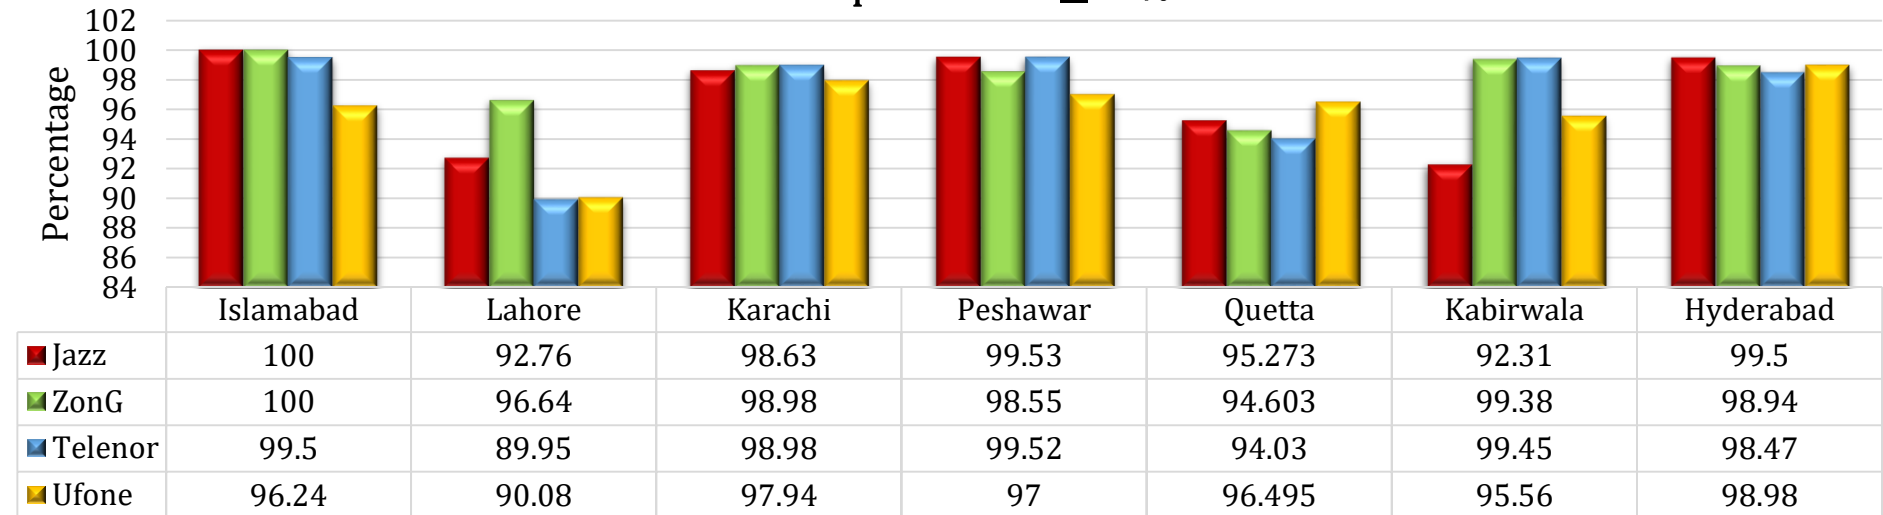 102
100
98
96
94
92
90
88
86
84
Percentage
Islamabad Lahore Karachi Peshawar Quetta Kabirwala Hyderabad
Jazz 100 92.76 98.63 99.53 95.273 92.31 99.5
ZonG 100 96.64 98.98 98.55 94.603 99.38 98.94
Telenor 99.5 89.95 98.98 99.52 94.03 99.45 98.47
Ufone 96.24 90.08 97.94 97 96.495 95.56 98.98